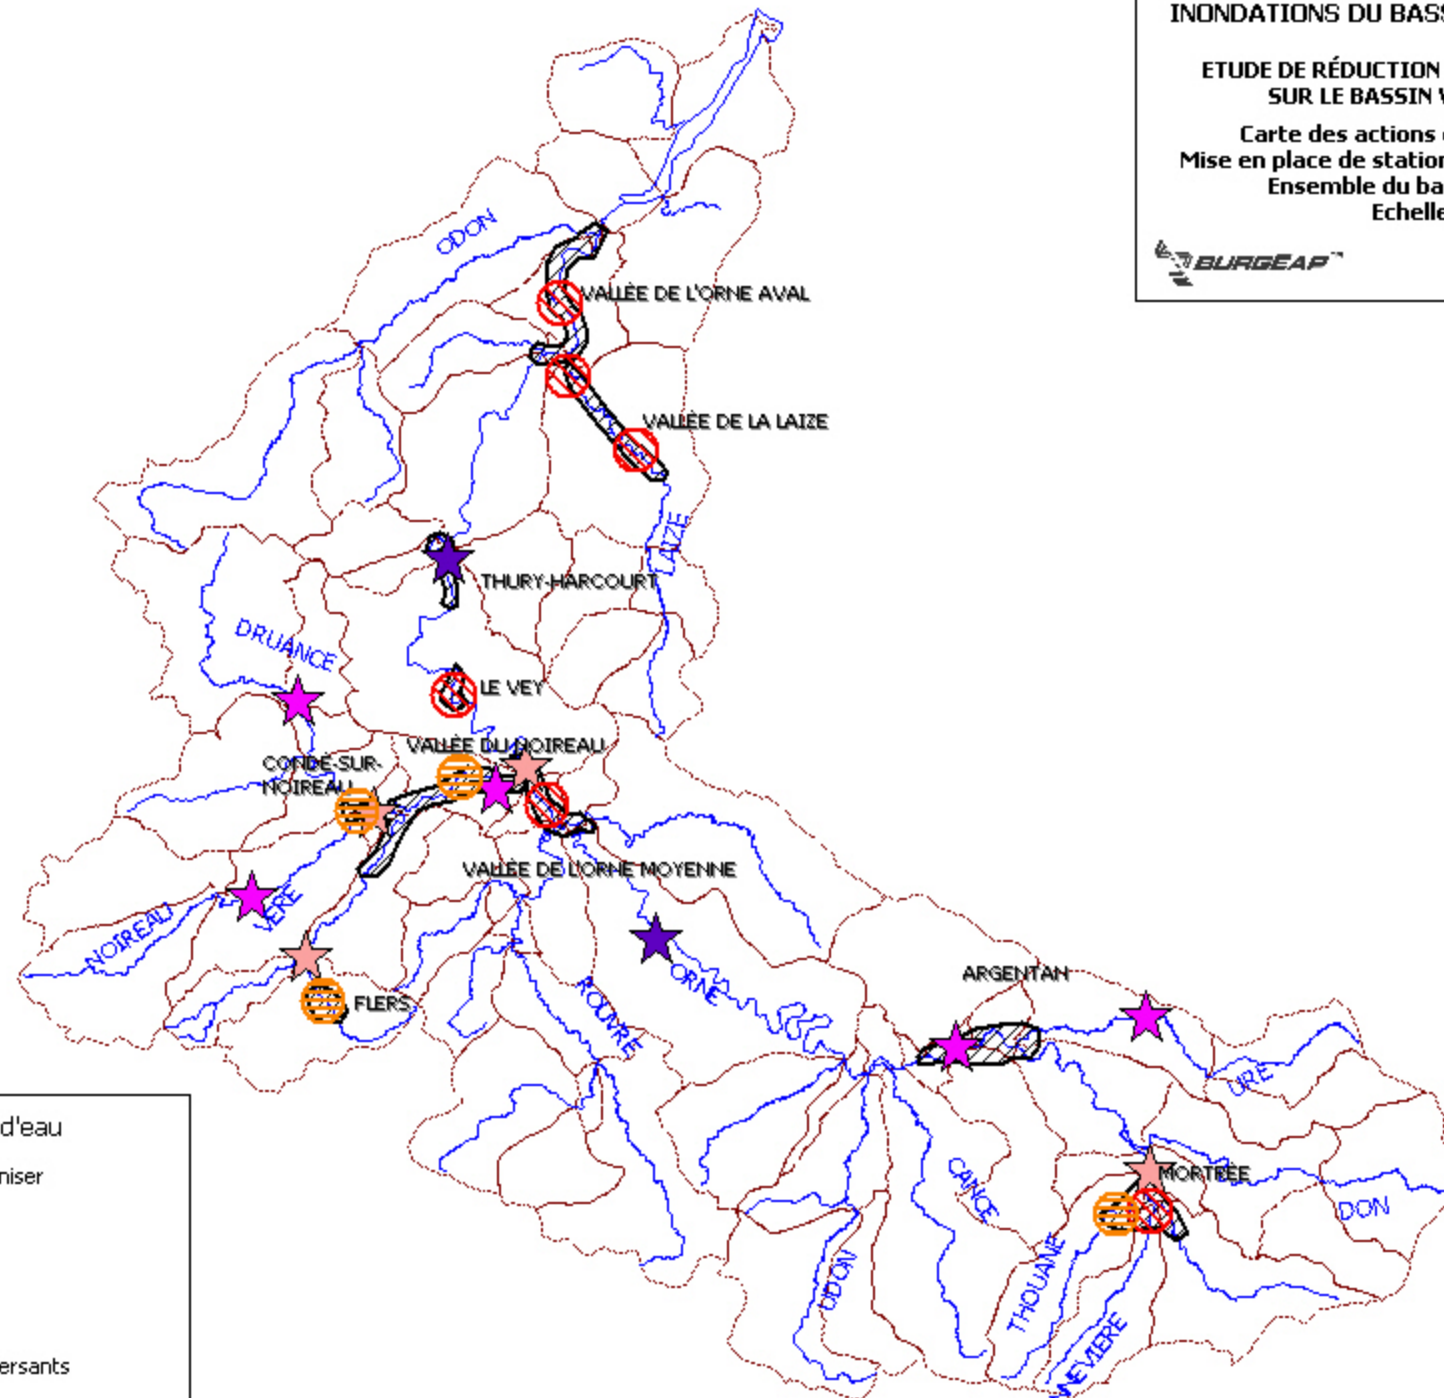 INONDATIONS DU BASS
ETUDE DE RÉDUCTION
SUR LE BASSIN V
Carte des actions
Mise en place de station
Ensemble du ba
Echelle
BURGEAP
ODON
VALLÉE DE L'ORNE AVAL
VALLÉE DE LA LAIZE
LAIZE
THURY-HARCOURT
DRUANCE
LE VEY
VALLÉE DU NOIREAU
CONDÉ-SUR-
NOIREAU
VALLÉE DE L'ORNE MOYENNE
VERE
NOIREAU
ORNE
ARGENTAN
FLERS
ROUVRE
URE
d'eau
niser
CANCE
MORTRÉE
DON
UDON
THOUANE
NEVIERE
ersants